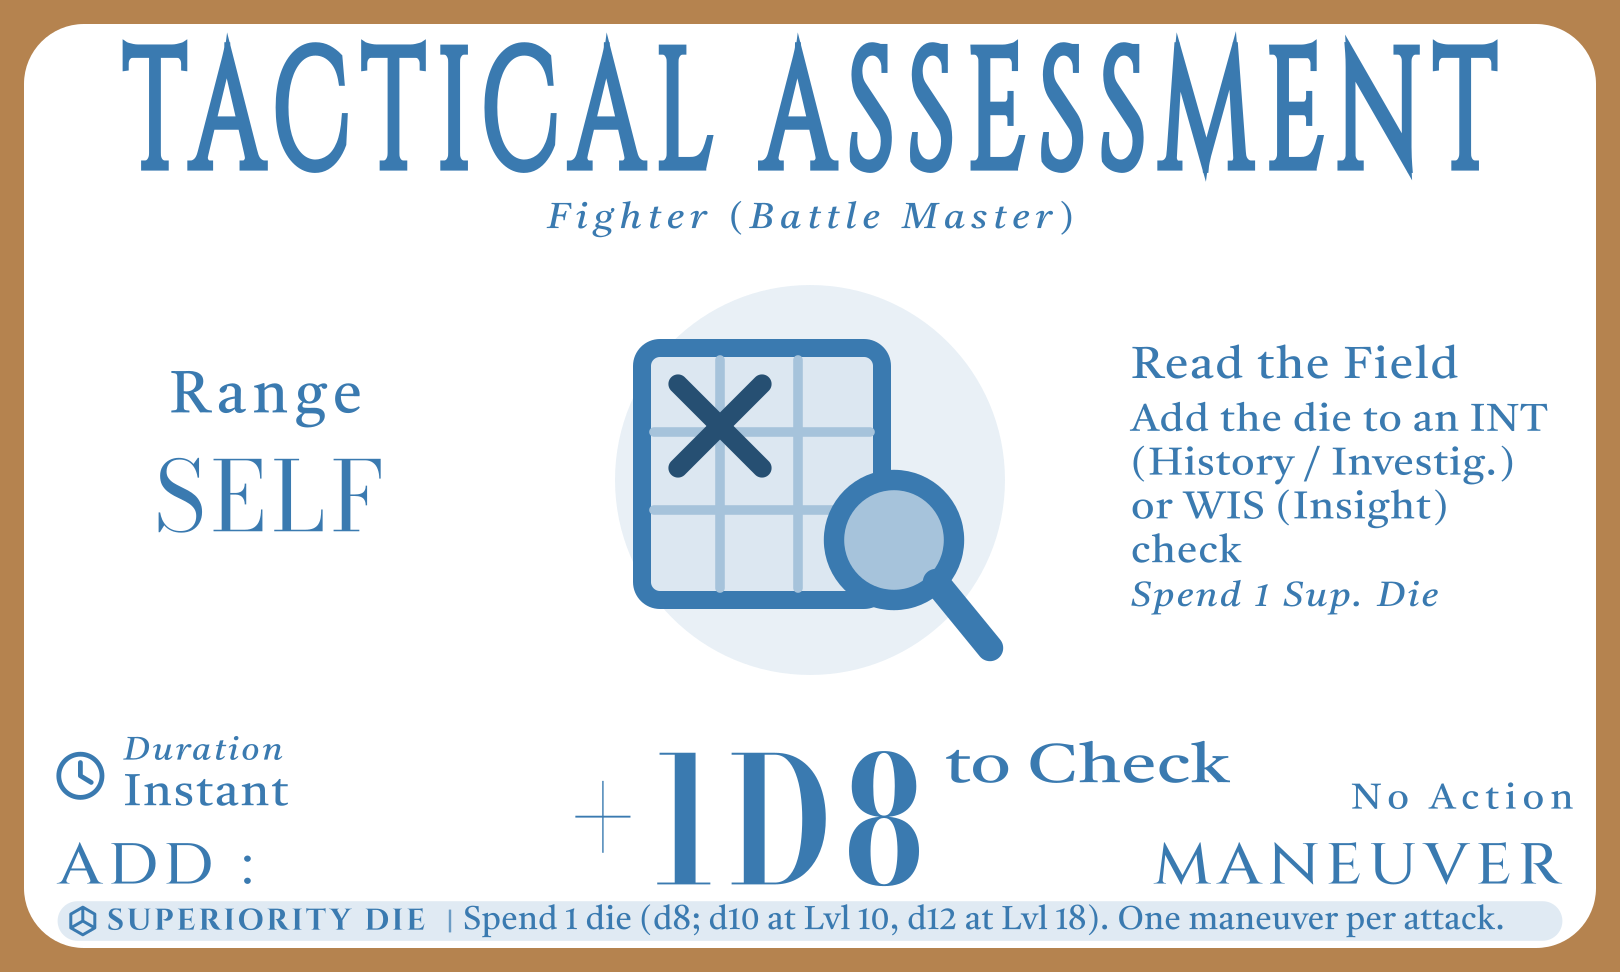 TACTICAL ASSESSMENT
Fighter (Battle Master)
Range
SELF
Read the Field
Add the die to an INT
(History / Investig.)
or WIS (Insight)
check
Spend 1 Sup. Die
Duration
Instant
ADD :
+1D8 to Check
No Action
MANEUVER
SUPERIORITY DIE | Spend 1 die (d8; d10 at Lvl 10, d12 at Lvl 18). One maneuver per attack.